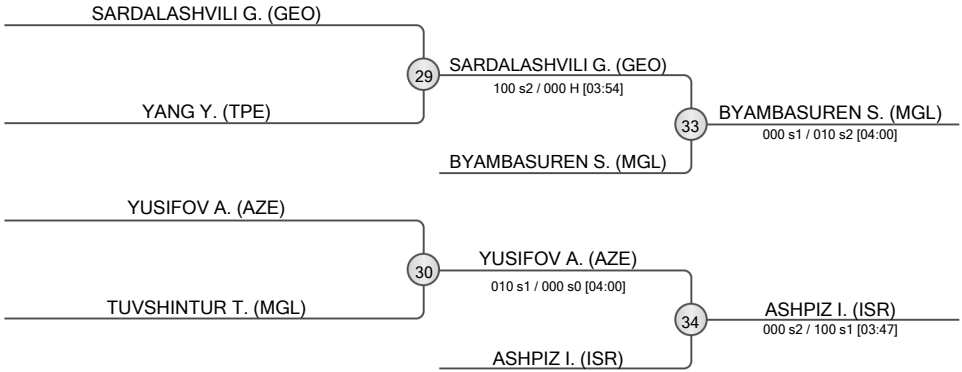 SARDALASHVILI G. (GEO)
29
SARDALASHVILI G. (GEO)
100 s2 / 000 H [03:54]
YANG Y. (TPE)
33
BYAMBASUREN S. (MGL)
000 s1 / 010 s2 [04:00]
BYAMBASUREN S. (MGL)
YUSIFOV A. (AZE)
30
YUSIFOV A. (AZE)
010 s1 / 000 s0 [04:00]
TUVSHINTUR T. (MGL)
34
ASHPIZ I. (ISR)
000 s2 / 100 s1 [03:47]
ASHPIZ I. (ISR)